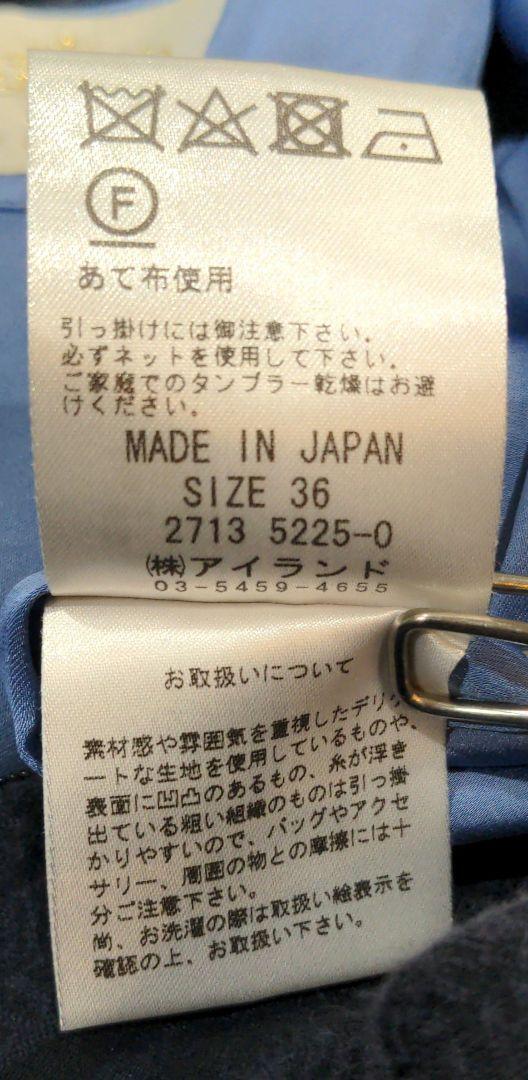 F
あて布使用
引っ掛けには御注意下さい。
必ずネットを使用して下さい。
ご家庭でのタンブラー乾燥はお避
けください。
MADE IN JAPAN
SIZE 36
2713 5225-0
(株)アイランド
03-5459-4655
お取扱いについて
素材感や雰囲気を重視したデリケ
ートな生地を使用しているものや、
表面に凹凸のあるもの、糸が浮き
出ている粗い組織のものは引っ掛
かりやすいので、バッグやアクセ
サリー、周囲の物との摩擦には十
分ご注意下さい。
尚、お洗濯の際は取扱い絵表示を
確認の上、お取扱い下さい。